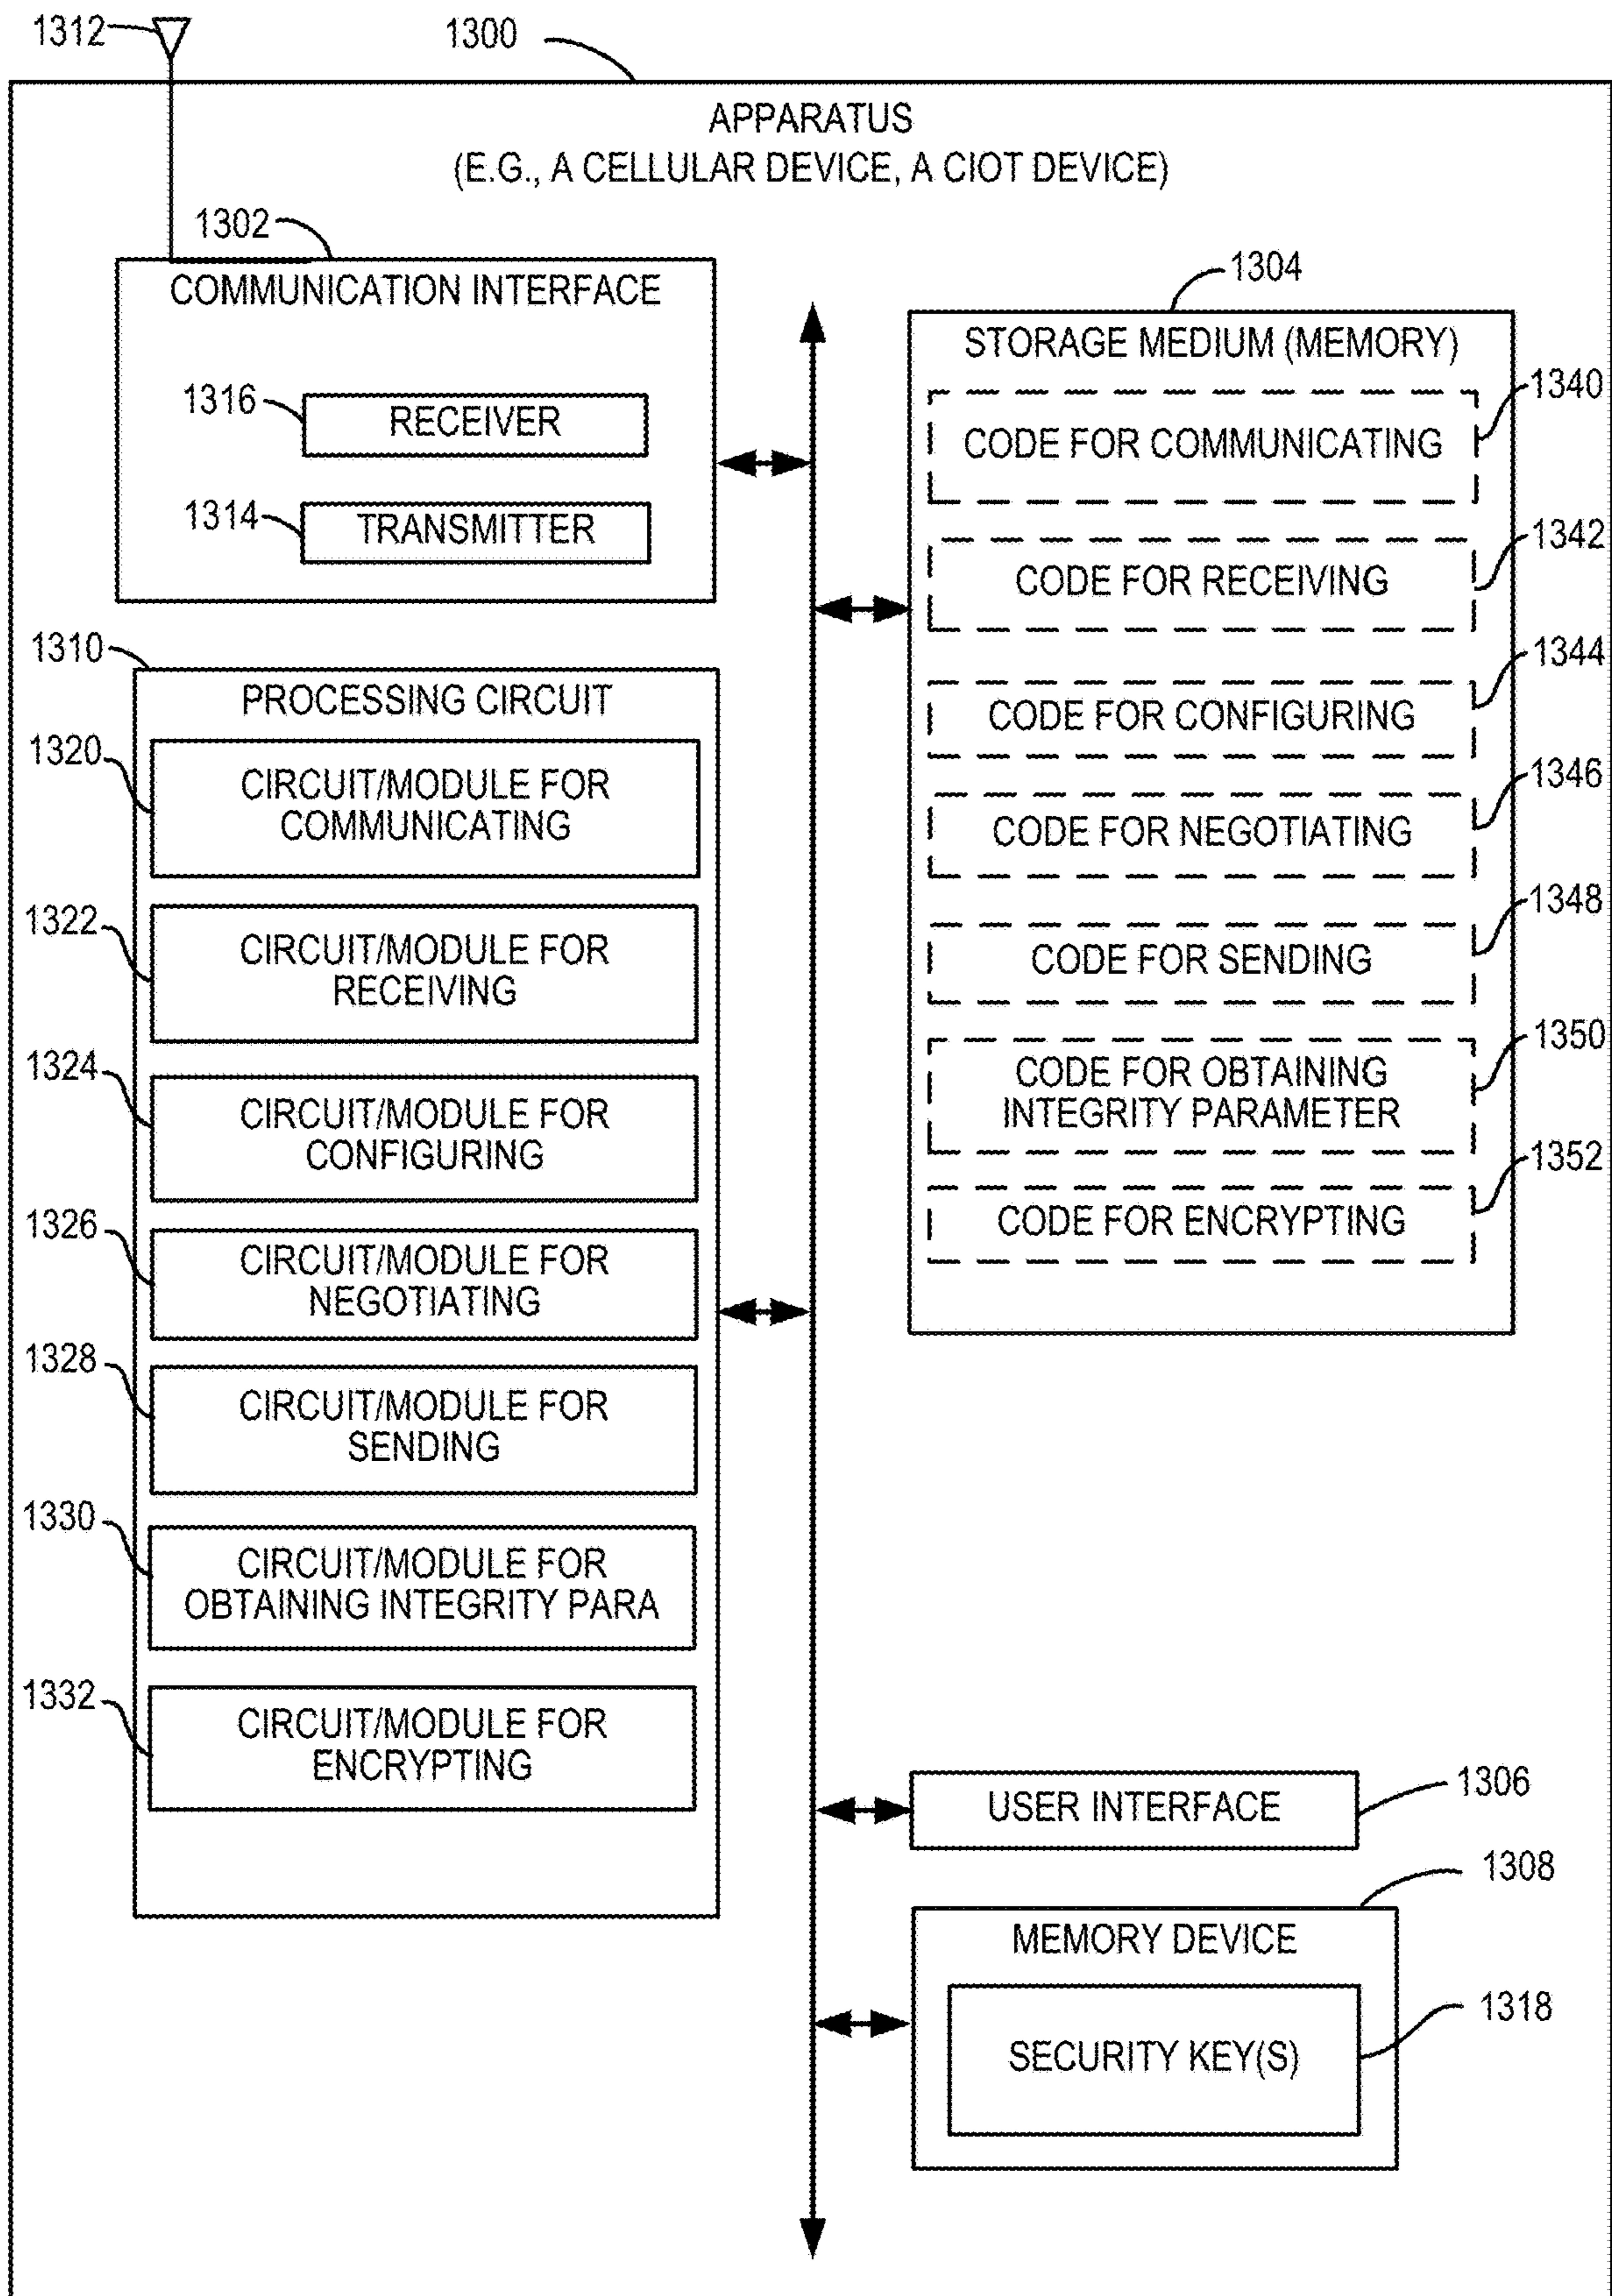 1312
1300
APPARATUS
(E.G., A CELLULAR DEVICE, A CIOT DEVICE)
1302
COMMUNICATION INTERFACE
1316
RECEIVER
1314
TRANSMITTER
1310
PROCESSING CIRCUIT
1320
CIRCUIT/MODULE FOR
COMMUNICATING
1322
CIRCUIT/MODULE FOR
RECEIVING
1324
CIRCUIT/MODULE FOR
CONFIGURING
1326
CIRCUIT/MODULE FOR
NEGOTIATING
1328
CIRCUIT/MODULE FOR
SENDING
1330
CIRCUIT/MODULE FOR
OBTAINING INTEGRITY PARA
1332
CIRCUIT/MODULE FOR
ENCRYPTING
1304
STORAGE MEDIUM (MEMORY)
1340
CODE FOR COMMUNICATING
1342
CODE FOR RECEIVING
1344
CODE FOR CONFIGURING
1346
CODE FOR NEGOTIATING
1348
CODE FOR SENDING
1350
CODE FOR OBTAINING
INTEGRITY PARAMETER
1352
CODE FOR ENCRYPTING
1306
USER INTERFACE
1308
MEMORY DEVICE
1318
SECURITY KEY(S)